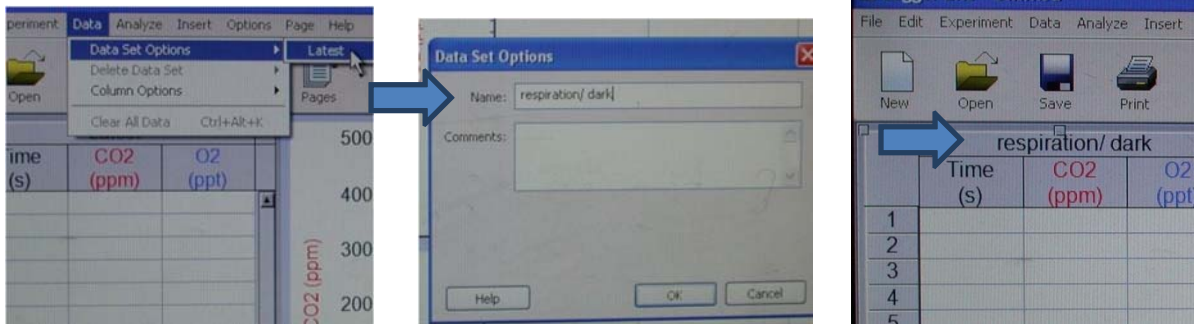 periment Data Analyze Insert Options Page Help
Data Set Options Latest
Delete Data Set
Column Options
Clear All Data Ctrl+Alt+K
Open
Pages
ime CO2 O2
(s) (ppm) (ppt)
500
400
300
200
CO2 (ppm)
Data Set Options
Name: respiration/ dark
Comments:
Help OK Cancel
File Edit Experiment Data Analyze Insert
New Open Save Print
respiration/ dark
Time CO2 O2
(s) (ppm) (ppt
1
2
3
4
5